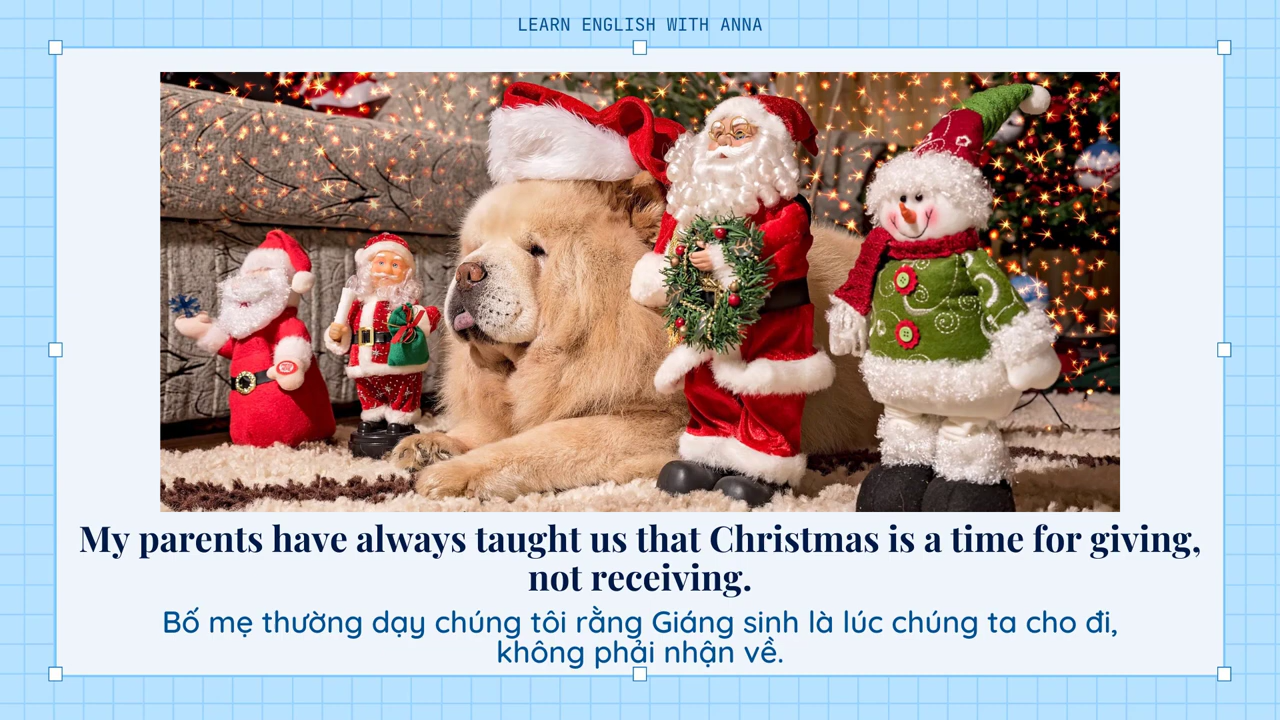 LEARN ENGLISH WITH ANNA
My parents have always taught us that Christmas is a time for giving,
not receiving.
Bố mẹ thường dạy chúng tôi rằng Giáng sinh là lúc chúng ta cho đi,
không phải nhận về.